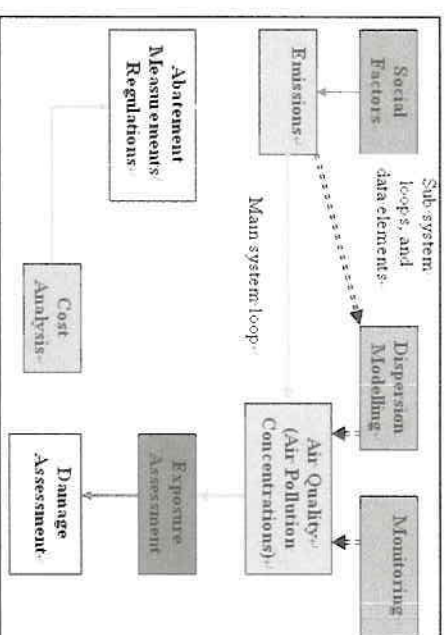 Social
Factors
Sub system
loops, and
data elements
Dispersion
Modelling
Monitoring
Emissions
Main system loop
Air Quality
(Air Pollution
Concentrations)
Abatement
Measurements/
Regulations
Cost
Analysis
Exposure
Assessment
Damage
Assessment